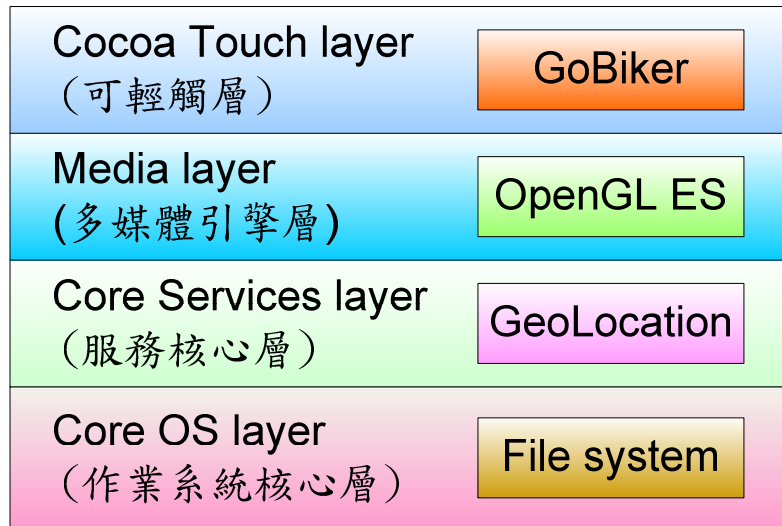 Cocoa Touch layer
（可輕觸層）
GoBiker
Media layer
(多媒體引擎層)
OpenGL ES
Core Services layer
（服務核心層）
GeoLocation
Core OS layer
（作業系統核心層）
File system